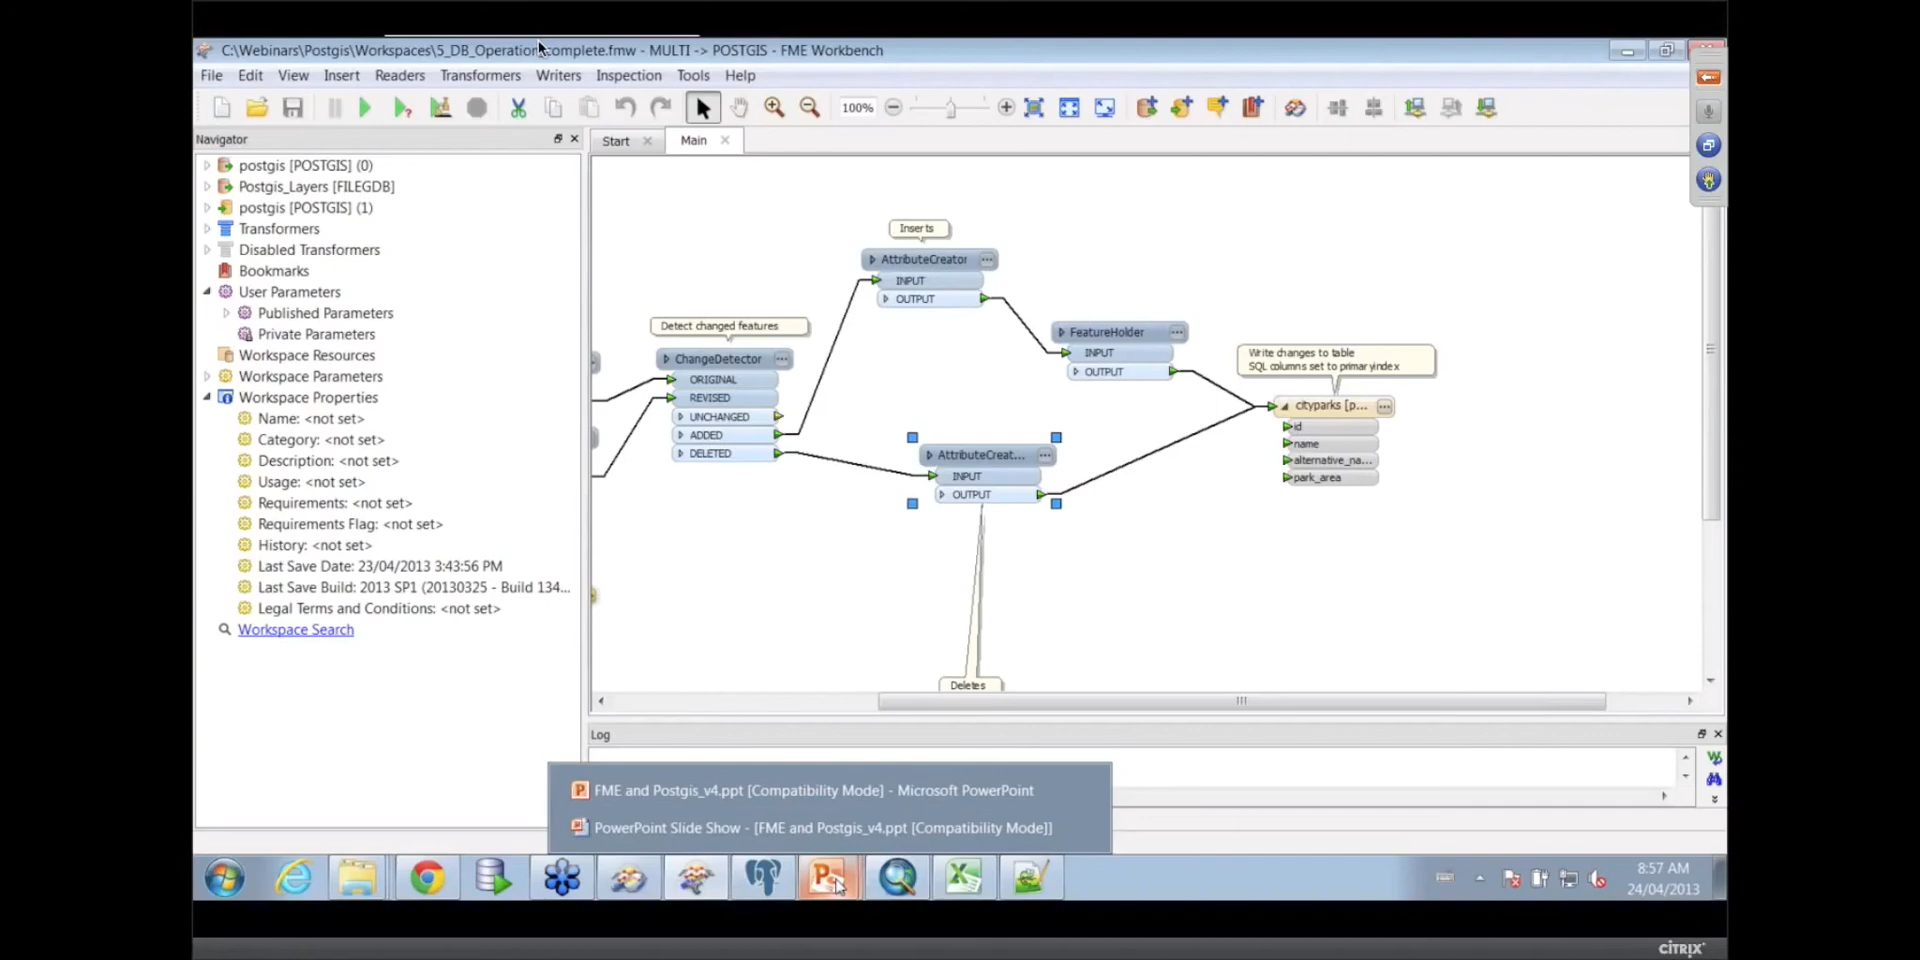 C:\Webinars\Postgis\Workspaces\5_DB_Operation complete.fmw - MULTI -> POSTGIS - FME Workbench
File Edit View Insert Readers Transformers Writers Inspection Tools Help
100%
Navigator
Start
Main
postgis [POSTGIS] (0)
Postgis_Layers [FILEGDB]
postgis [POSTGIS] (1)
Transformers
Disabled Transformers
Bookmarks
User Parameters
Published Parameters
Private Parameters
Workspace Resources
Workspace Parameters
Workspace Properties
Name: <not set>
Category: <not set>
Description: <not set>
Usage: <not set>
Requirements: <not set>
Requirements Flag: <not set>
History: <not set>
Last Save Date: 23/04/2013 3:43:56 PM
Last Save Build: 2013 SP1 (20130325 - Build 134...
Legal Terms and Conditions: <not set>
Workspace Search
Inserts
AttributeCreator
INPUT
OUTPUT
Detect changed features
ChangeDetector
ORIGINAL
REVISED
UNCHANGED
ADDED
DELETED
FeatureHolder
INPUT
OUTPUT
Write changes to table
SQL columns set to primaryindex
cityparks [p...
id
name
alternative_na...
park_area
AttributeCreat...
INPUT
OUTPUT
Deletes
Log
FME and Postgis_v4.ppt [Compatibility Mode] - Microsoft PowerPoint
PowerPoint Slide Show - [FME and Postgis_v4.ppt [Compatibility Mode]]
8:57 AM
24/04/2013
CITRIX